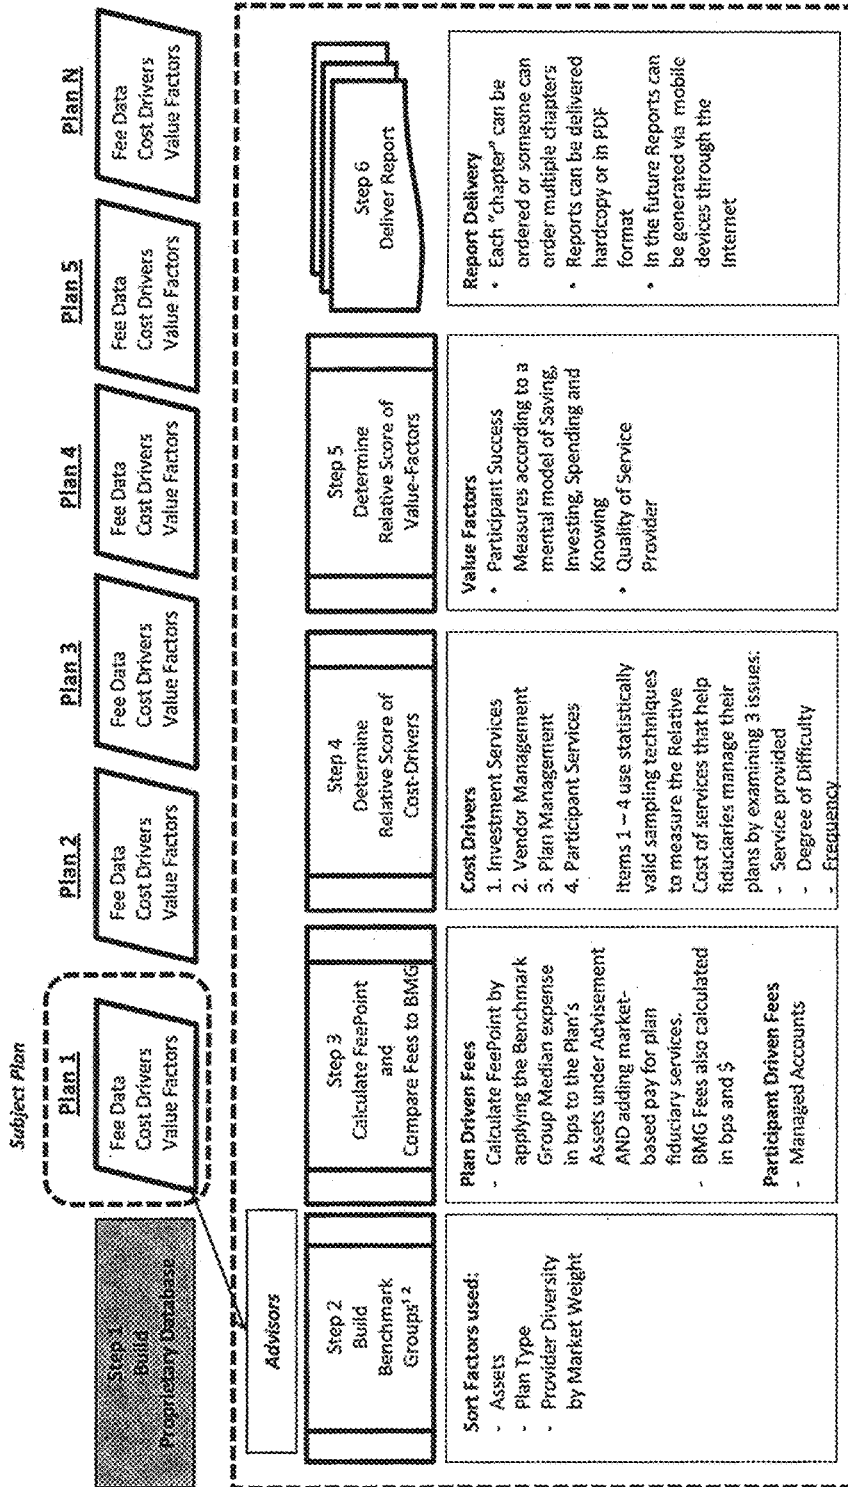 Subject Plan
Step 1
Build
Proprietary Database
Plan 1
Fee Data
Cost Drivers
Value Factors
Plan 2
Fee Data
Cost Drivers
Value Factors
Plan 3
Fee Data
Cost Drivers
Value Factors
Plan 4
Fee Data
Cost Drivers
Value Factors
Plan 5
Fee Data
Cost Drivers
Value Factors
Plan N
Fee Data
Cost Drivers
Value Factors
Advisors
Step 2
Build
Benchmark
Groups¹ ²
Sort Factors used:
- Assets
- Plan Type
- Provider Diversity
by Market Weight
Step 3
Calculate FeePoint
and
Compare Fees to BMG
Plan Driven Fees
- Calculate FeePoint by
applying the Benchmark
Group Median expense
in bps to the Plan's
Assets under Advisement
AND adding market-
based pay for plan
fiduciary services.
- BMG Fees also calculated
in bps and $
Participant Driven Fees
- Managed Accounts
Step 4
Determine
Relative Score of
Cost-Drivers
Cost Drivers
1. Investment Services
2. Vendor Management
3. Plan Management
4. Participant Services
Items 1 – 4 use statistically
valid sampling techniques
to measure the Relative
Cost of services that help
fiduciaries manage their
plans by examining 3 issues:
- Service provided
- Degree of Difficulty
- Frequency
Step 5
Determine
Relative Score of
Value-Factors
Value Factors
• Participant Success
Measures according to a
mental model of Saving,
Investing, Spending and
Knowing
• Quality of Service
Provider
Step 6
Deliver Report
Report Delivery
• Each "chapter" can be
ordered or someone can
order multiple chapters
• Reports can be delivered
hardcopy or in PDF
format
• In the future Reports can
be generated via mobile
devices through the
Internet